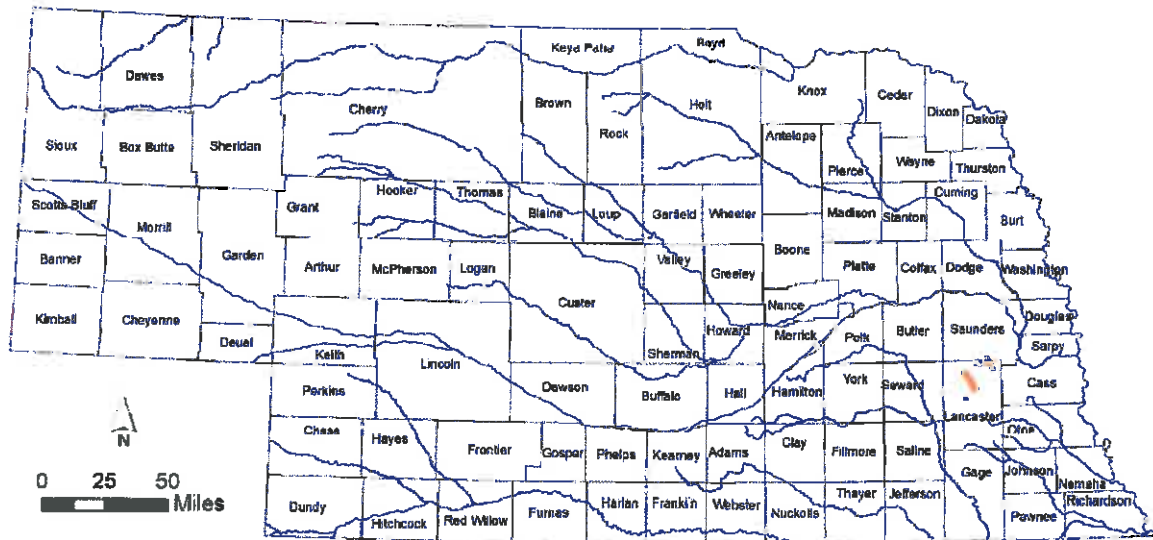 Keya Paha Boyd
Dawes Knox Cedar
Cherry Brown Holt Dixon
Rock Dakota
Antelope
Sioux Box Butte Sheridan Wayne
Pierce Thurston
Hooker Thomas Cuming
Scotts Bluff Grant Blaine Loup Garfield Wheeler Madison Stanton Burt
Morrill
Banner Garden Arthur McPherson Logan Valley Greeley Boone Platte Colfax Dodge Washington
Custer Nance
Kimball Cheyenne Howard Merrick Polk Butler Saunders Douglas
Deuel Keith Lincoln Sherman Sarpy
Perkins Dawson Buffalo Hall Hamilton York Seward Cass
Lancaster
Chase Hayes Frontier Gosper Phelps Kearney Adams Clay Fillmore Saline Otoe
Gage Johnson
Nemaha
Dundy Hitchcock Red Willow Furnas Harlan Franklin Webster Nuckolls Thayer Jefferson Pawnee Richardson
N
0 25 50
Miles